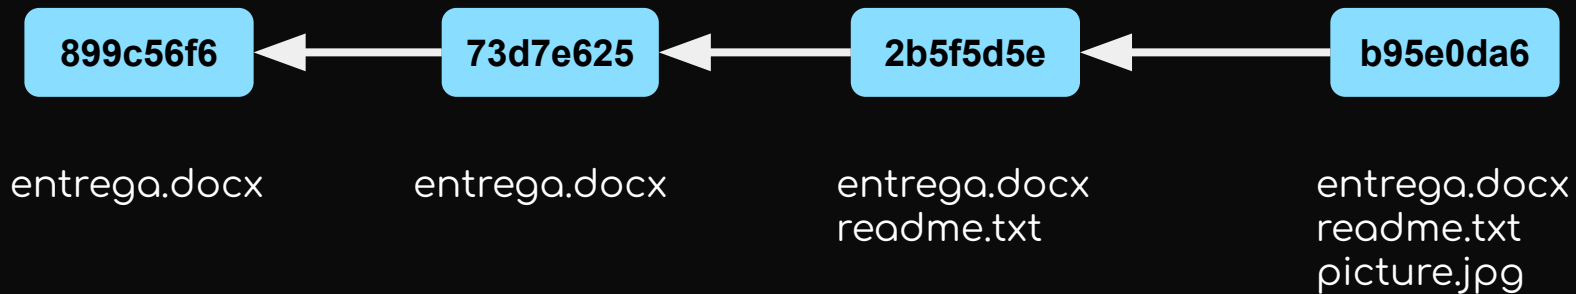 899c56f6 73d7e625 2b5f5d5e b95e0da6
entrega.docx entrega.docx entrega.docx entrega.docx
readme.txt readme.txt
picture.jpg